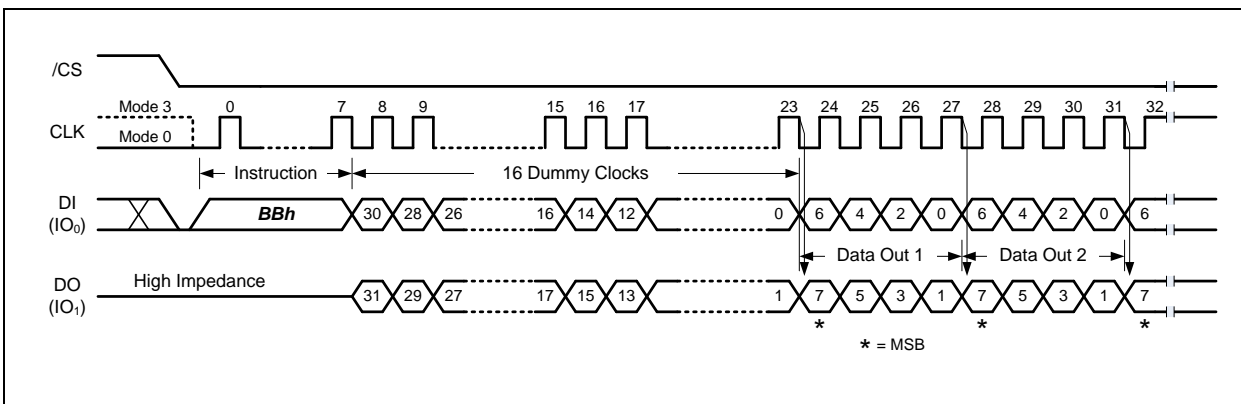 /CS
Mode 3 0 7 8 9 15 16 17 23 24 25 26 27 28 29 30 31 32
CLK
Mode 0
Instruction 16 Dummy Clocks
DI
(IO0)
BBh 30 28 26 16 14 12 0 6 4 2 0 6 4 2 0 6
Data Out 1 Data Out 2
High Impedance
DO
(IO1)
31 29 27 17 15 13 1 7 5 3 1 7 5 3 1 7
* * *
* = MSB